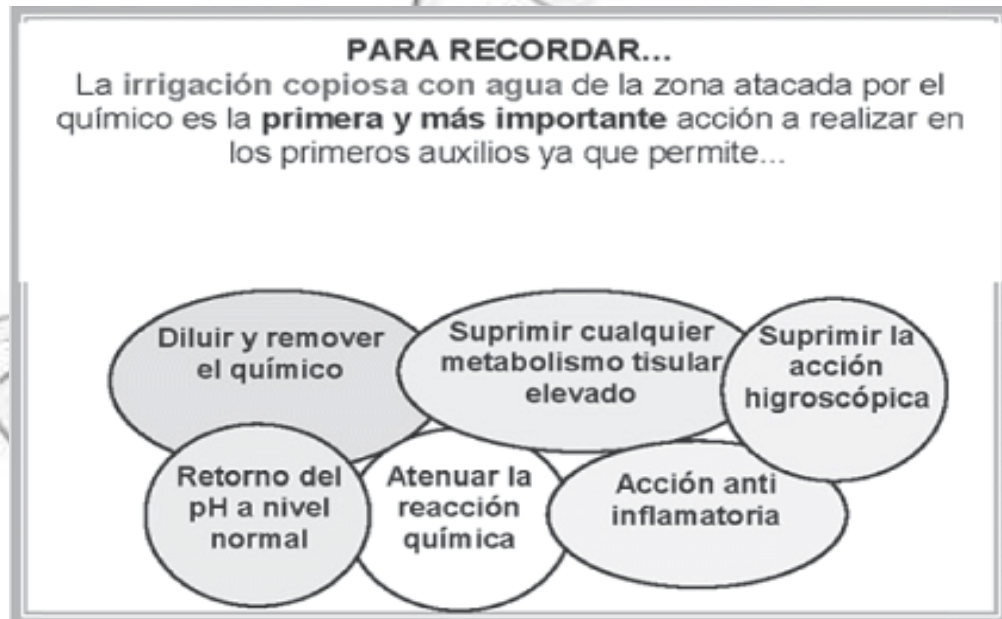 PARA RECORDAR...
La irrigación copiosa con agua de la zona atacada por el
químico es la primera y más importante acción a realizar en
los primeros auxilios ya que permite...
Diluir y remover
el químico
Suprimir cualquier
metabolismo tisular
elevado
Suprimir la
acción
higroscópica
Retorno del
pH a nivel
normal
Atenuar la
reacción
química
Acción anti
inflamatoria